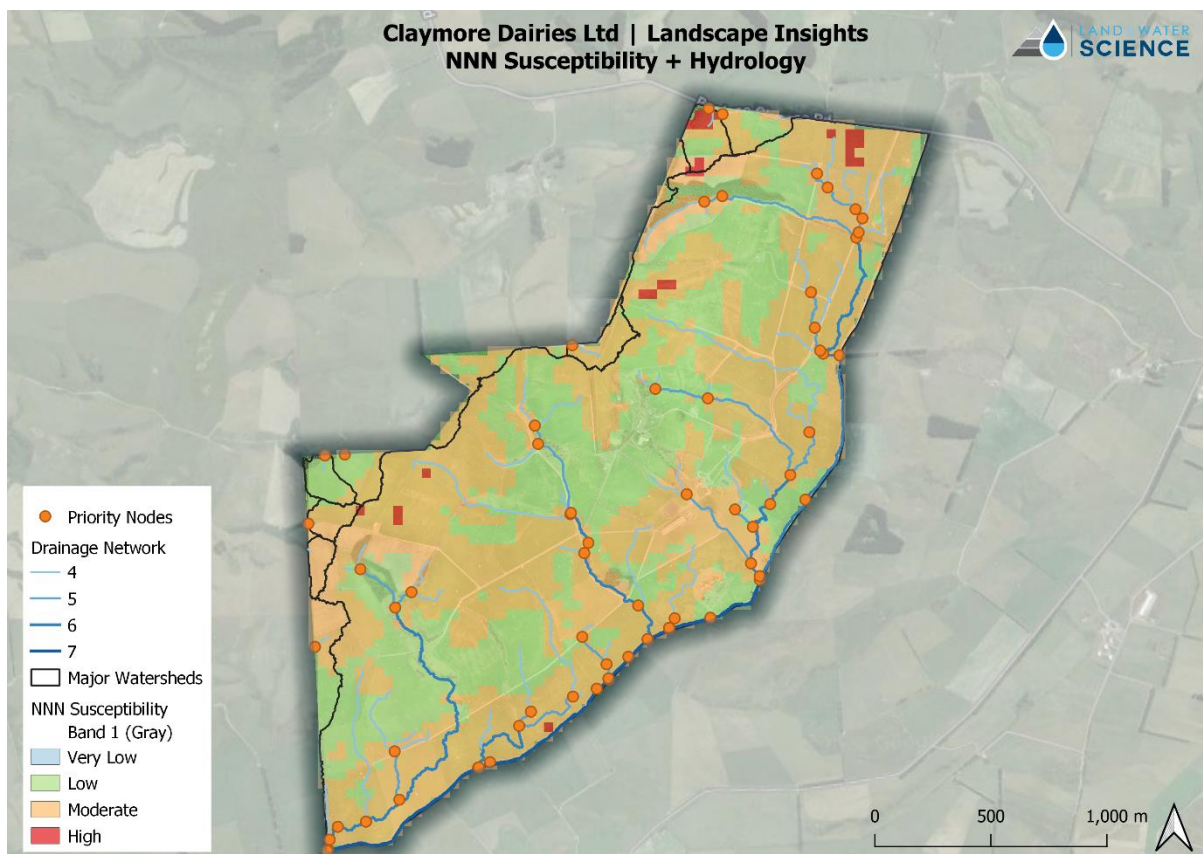 Claymore Dairies Ltd | Landscape Insights
NNN Susceptibility + Hydrology
LAND & WATER
SCIENCE
Priority Nodes
Drainage Network
4
5
6
7
Major Watersheds
NNN Susceptibility
Band 1 (Gray)
Very Low
Low
Moderate
High
0 500 1,000 m